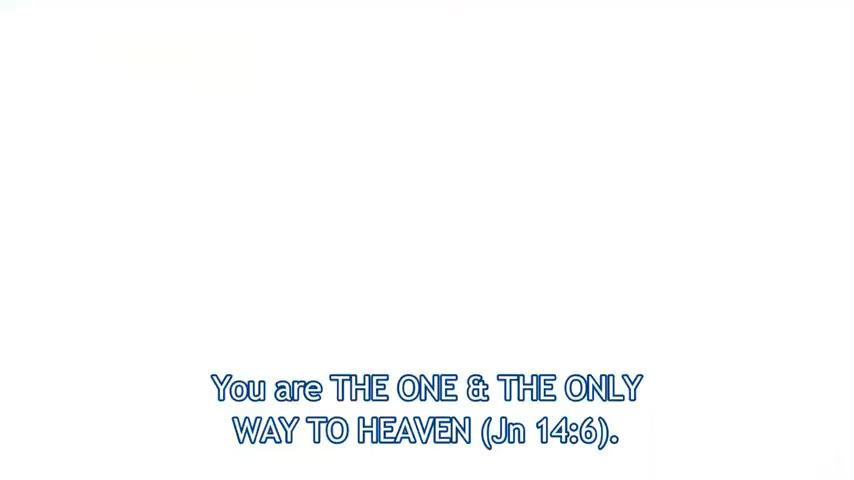 You are THE ONE & THE ONLY
WAY TO HEAVEN (Jn 14:6).